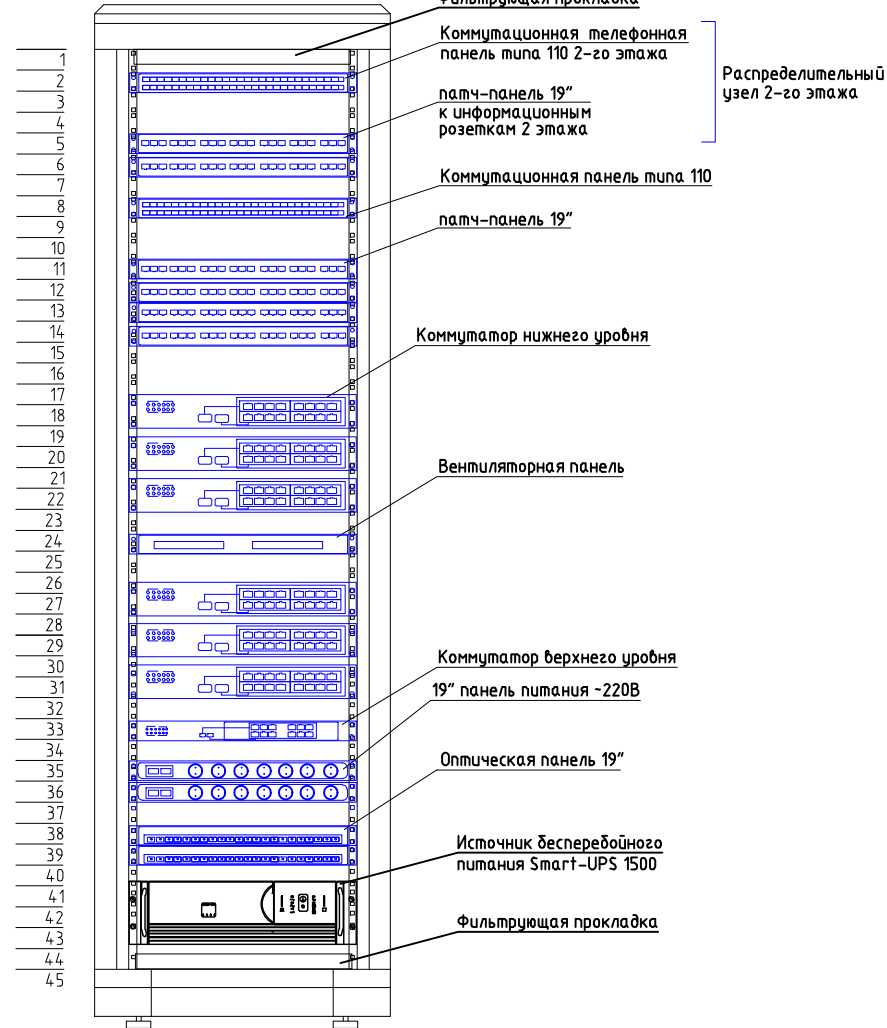 Фильтрующая прокладка
Коммутационная телефонная
панель типа 110 2-го этажа
Распределительный
узел 2-го этажа
патч-панель 19"
к информационным
розеткам 2 этажа
Коммутационная панель типа 110
патч-панель 19"
Коммутатор нижнего уровня
Вентиляторная панель
Коммутатор верхнего уровня
19" панель питания ~220В
Оптическая панель 19"
Источник бесперебойного
питания Smart-UPS 1500
Фильтрующая прокладка
1
2
3
4
5
6
7
8
9
10
11
12
13
14
15
16
17
18
19
20
21
22
23
24
25
26
27
28
29
30
31
32
33
34
35
36
37
38
39
40
41
42
43
44
45